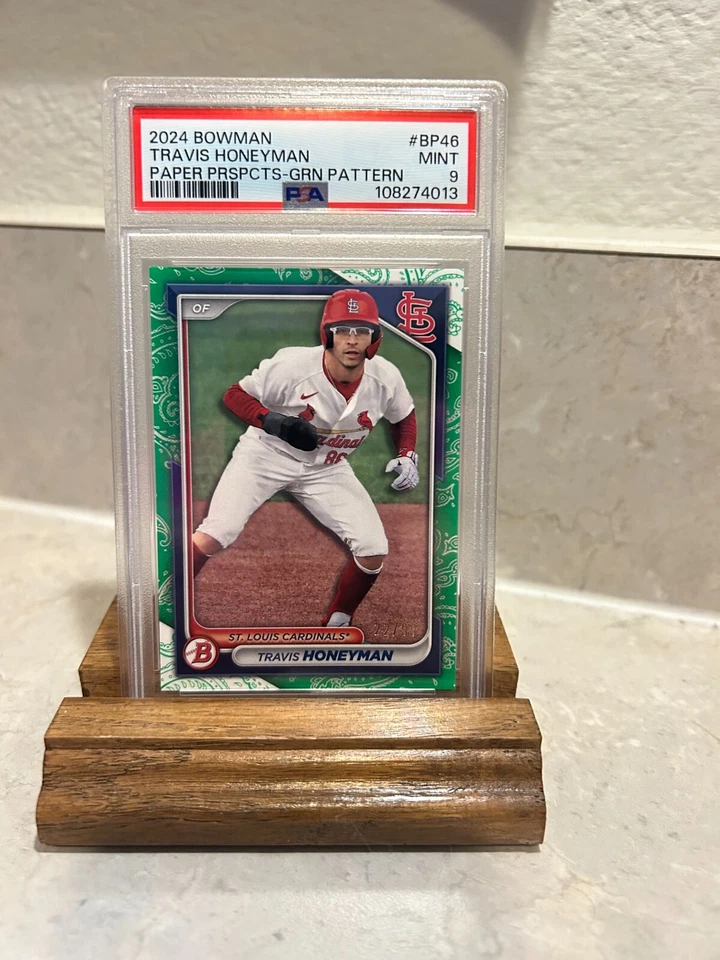 2024 BOWMAN #BP46
TRAVIS HONEYMAN MINT
PAPER PRSPCTS-GRN PATTERN 9
PSA 108274013
OF
STL
Cardinals
86
ST. LOUIS CARDINALS®
B TRAVIS HONEYMAN